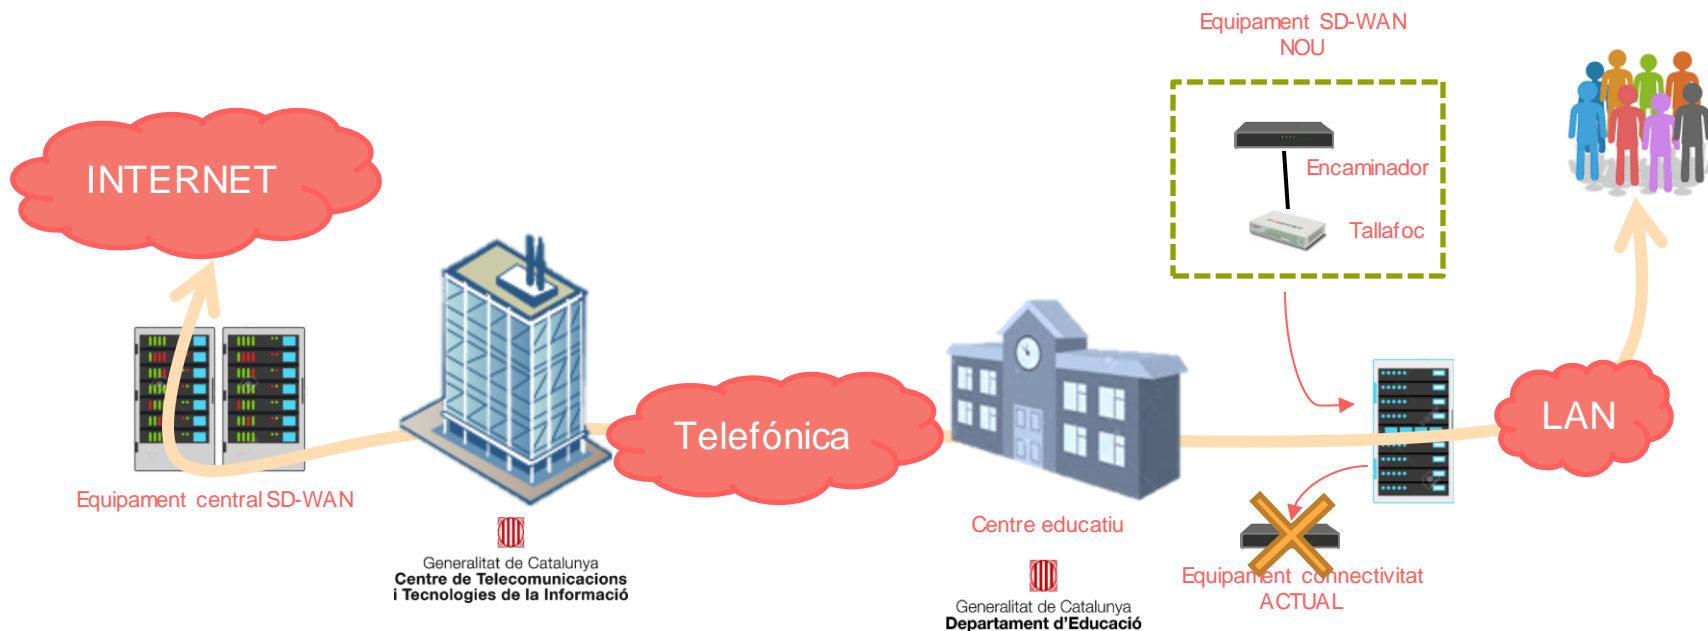 Equipament SD-WAN
NOU
INTERNET
Encaminador
Tallafoc
Telefónica
LAN
Equipament central SD-WAN
Centre educatiu
Generalitat de Catalunya
Centre de Telecomunicacions
i Tecnologies de la Informació
Equipament connectivitat
ACTUAL
Generalitat de Catalunya
Departament d'Educació